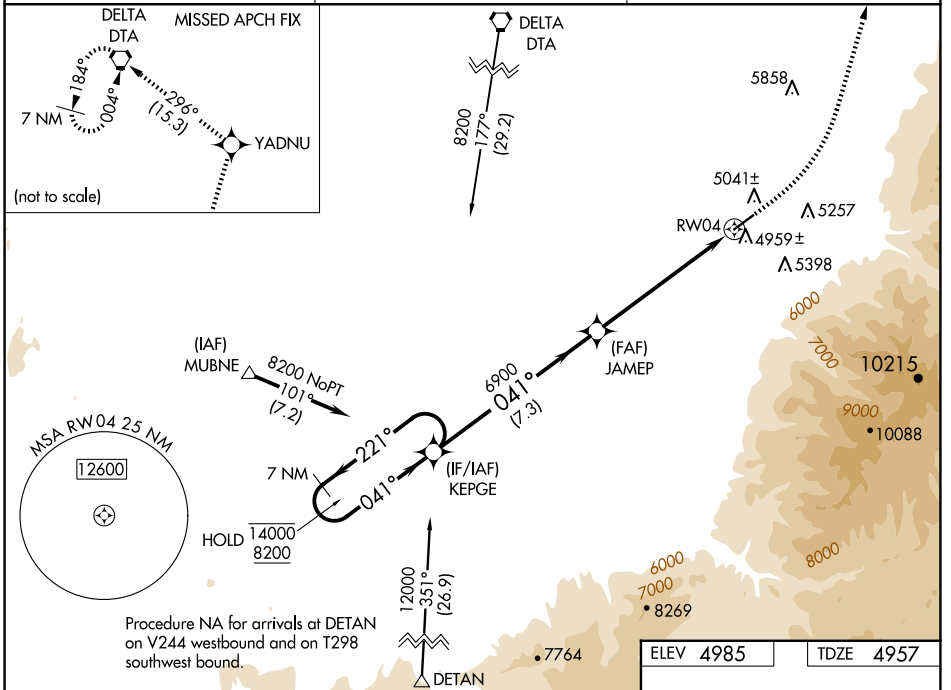 DELTA
DTA
MISSED APCH FIX
184°
004°
7 NM
296°
(15.3)
YADNU
(not to scale)
DELTA
DTA
8200
177°
(29.2)
5858
5041±
RW04
4959±
5257
5398
6000
7000
10215
9000
10088
8000
(IAF)
MUBNE
8200 NoPT
101°
(7.2)
6900
041°
(7.3)
(FAF)
JAMEP
MSA RW04 25 NM
12600
221°
7 NM
041°
(IF/IAF)
KEPGE
HOLD
14000
8200
12000
351°
(26.9)
6000
7000
8269
7764
Procedure NA for arrivals at DETAN
on V244 westbound and on T298
southwest bound.
DETAN
ELEV 4985
TDZE 4957